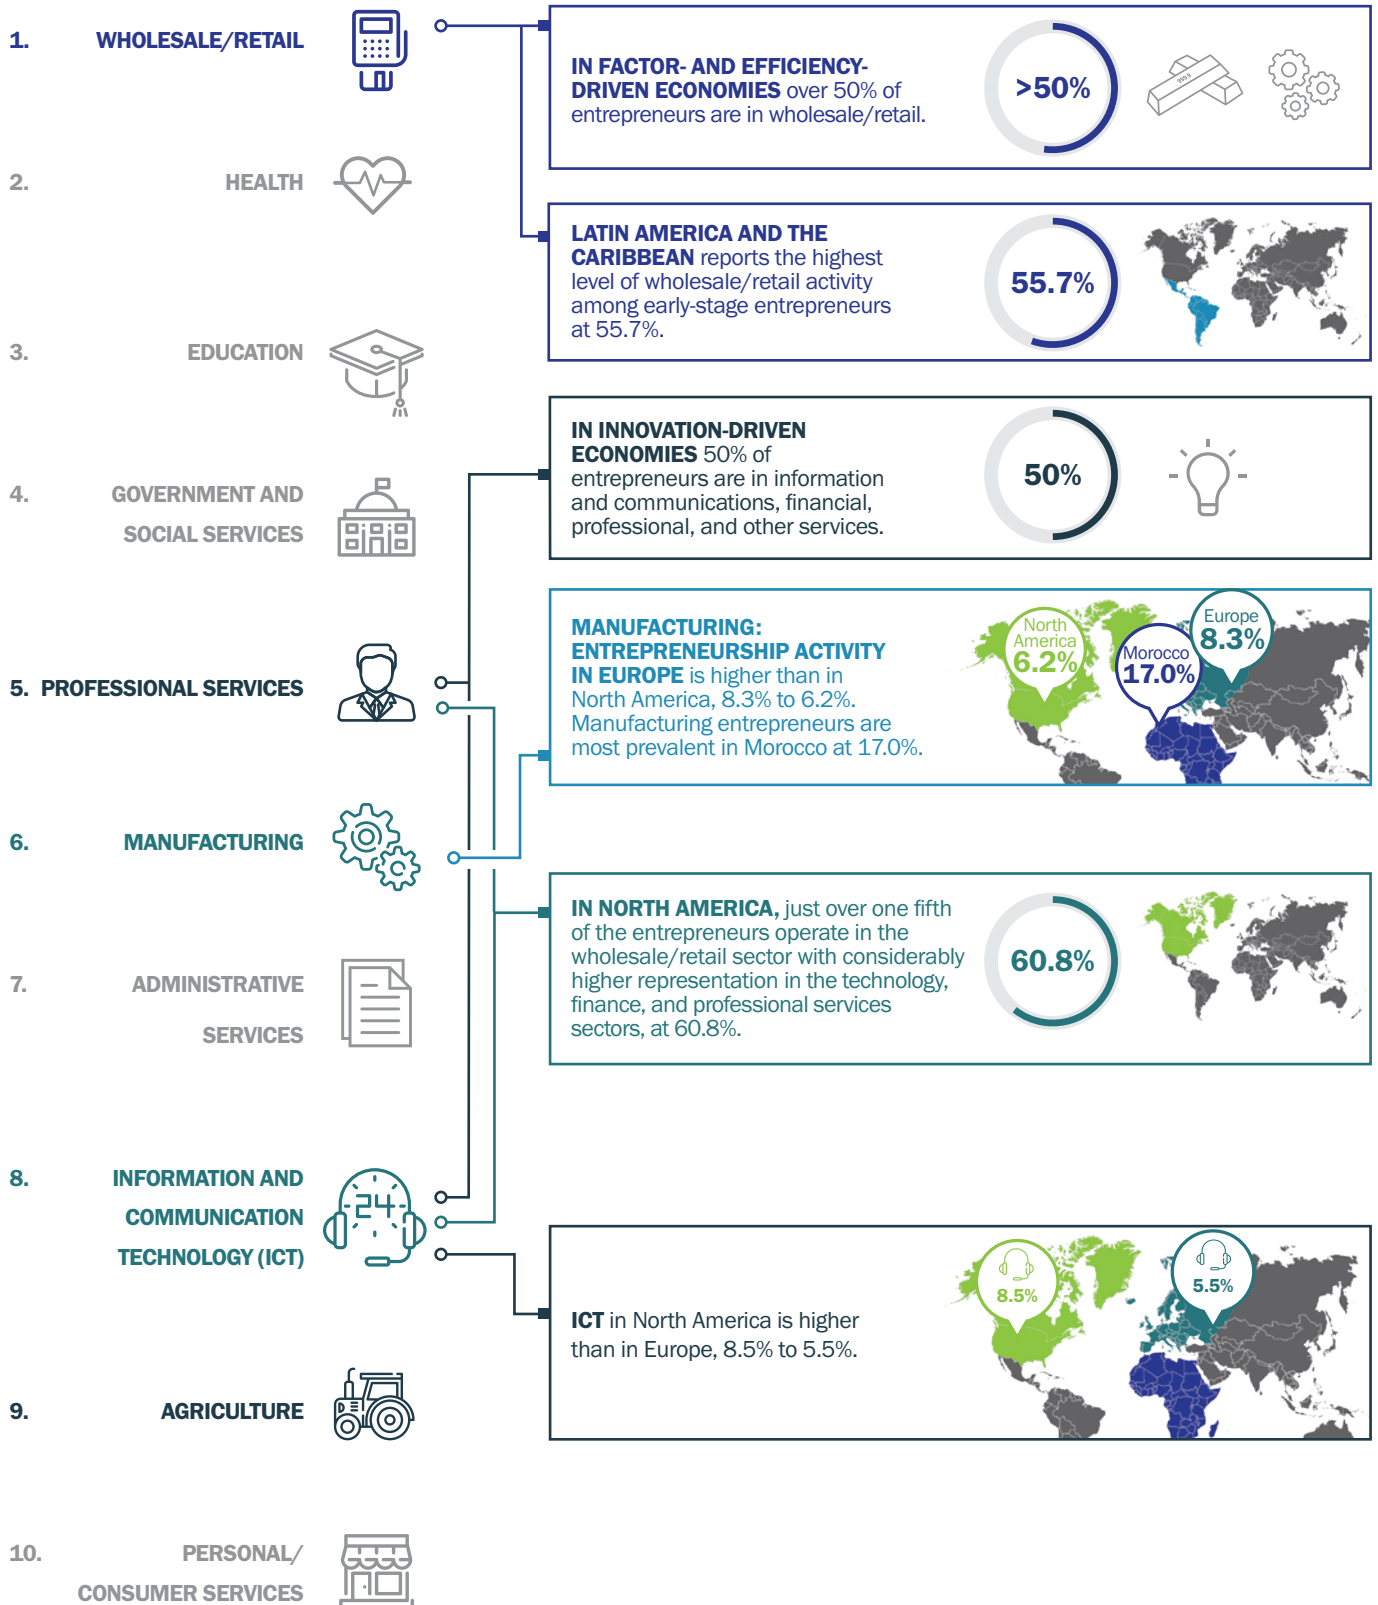 1. WHOLESALE/RETAIL
IN FACTOR- AND EFFICIENCY-
DRIVEN ECONOMIES over 50% of
entrepreneurs are in wholesale/retail.
>50%
999.9
2. HEALTH
LATIN AMERICA AND THE
CARIBBEAN reports the highest
level of wholesale/retail activity
among early-stage entrepreneurs
at 55.7%.
55.7%
3. EDUCATION
IN INNOVATION-DRIVEN
ECONOMIES 50% of
entrepreneurs are in information
and communications, financial,
professional, and other services.
50%
4. GOVERNMENT AND
SOCIAL SERVICES
5. PROFESSIONAL SERVICES
MANUFACTURING:
ENTREPRENEURSHIP ACTIVITY
IN EUROPE is higher than in
North America, 8.3% to 6.2%.
Manufacturing entrepreneurs are
most prevalent in Morocco at 17.0%.
North
America
6.2%
Morocco
17.0%
Europe
8.3%
6. MANUFACTURING
IN NORTH AMERICA, just over one fifth
of the entrepreneurs operate in the
wholesale/retail sector with considerably
higher representation in the technology,
finance, and professional services
sectors, at 60.8%.
60.8%
7. ADMINISTRATIVE
SERVICES
8. INFORMATION AND
COMMUNICATION
TECHNOLOGY (ICT)
24
ICT in North America is higher
than in Europe, 8.5% to 5.5%.
8.5%
5.5%
9. AGRICULTURE
10. PERSONAL/
CONSUMER SERVICES